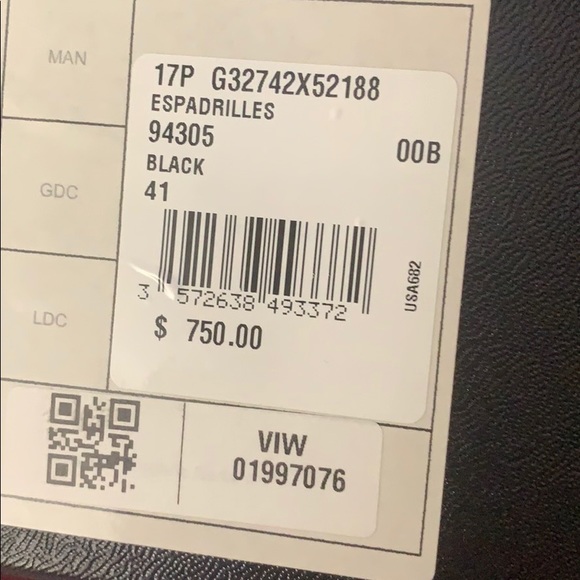 MAN
GDC
LDC
17P G32742X52188
ESPADRILLES
94305 00B
BLACK
41
3 572638 493372
USA682
$ 750.00
VIW
01997076